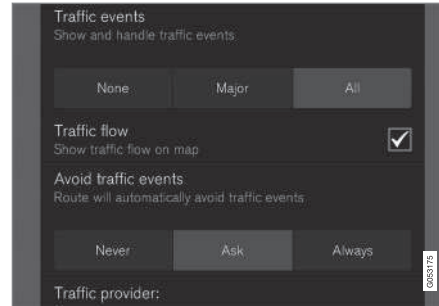 Traffic events
Show and handle traffic events
None Major All
Traffic flow
Show traffic flow on map
Avoid traffic events
Route will automatically avoid traffic events
Never Ask Always
Traffic provider:
G053175